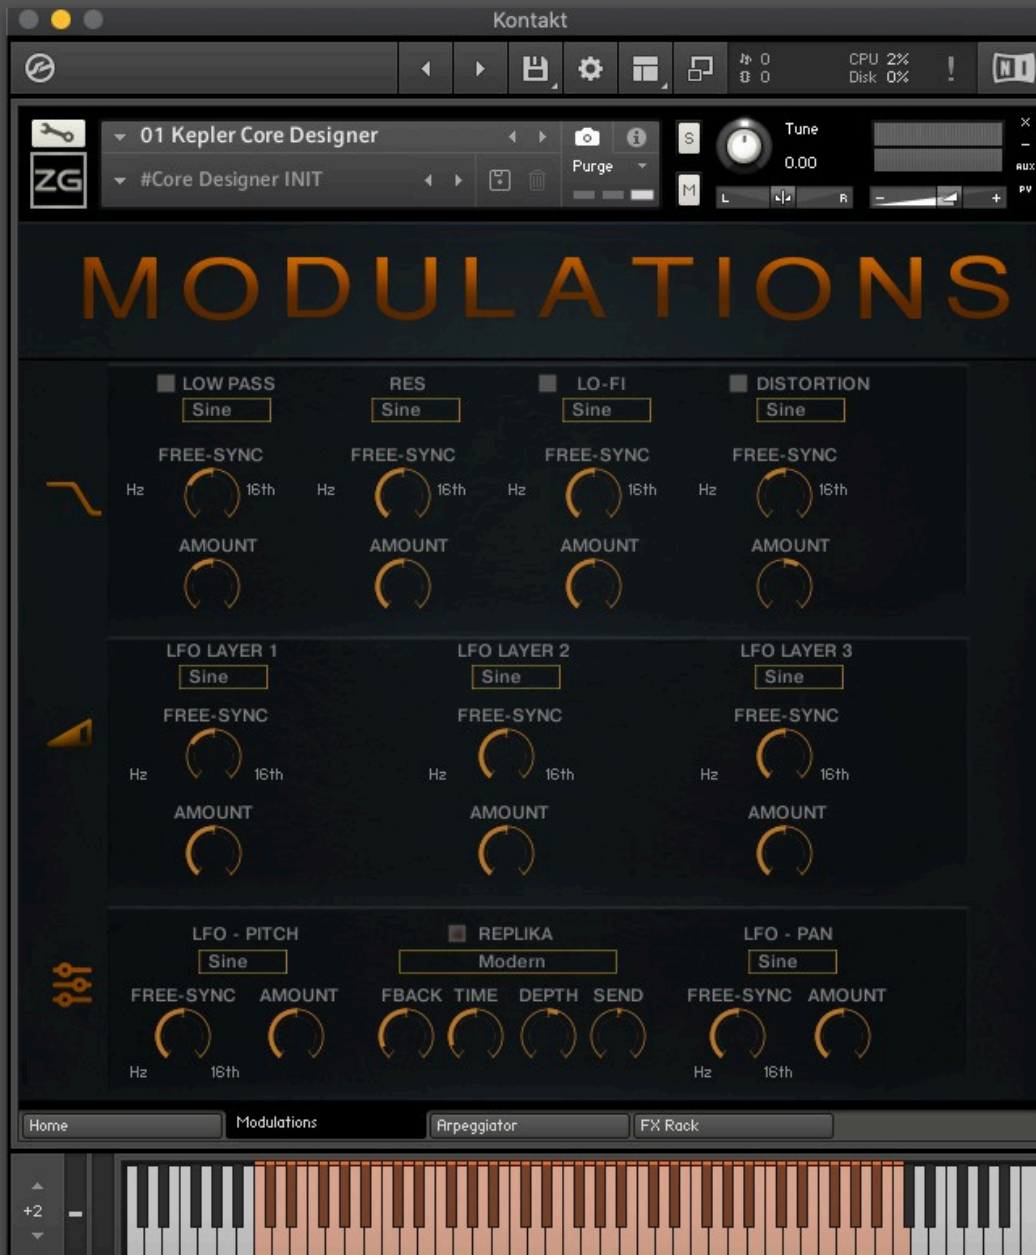 Kontakt
0 CPU 2%
0 Disk 0%
NI
01 Kepler Core Designer
S Tune
Purge 0.00
ZG
#Core Designer INIT
M L R - +
x
-
AUX
PV
MODULATIONS
LOW PASS RES LO-FI DISTORTION
Sine Sine Sine Sine
FREE-SYNC FREE-SYNC FREE-SYNC FREE-SYNC
Hz 16th Hz 16th Hz 16th Hz 16th
AMOUNT AMOUNT AMOUNT AMOUNT
LFO LAYER 1 LFO LAYER 2 LFO LAYER 3
Sine Sine Sine
FREE-SYNC FREE-SYNC FREE-SYNC
Hz 16th Hz 16th Hz 16th
AMOUNT AMOUNT AMOUNT
LFO - PITCH REPLIKA LFO - PAN
Sine Modern Sine
FREE-SYNC AMOUNT FBACK TIME DEPTH SEND FREE-SYNC AMOUNT
Hz 16th Hz 16th
Home Modulations Arpeggiator FX Rack
+2